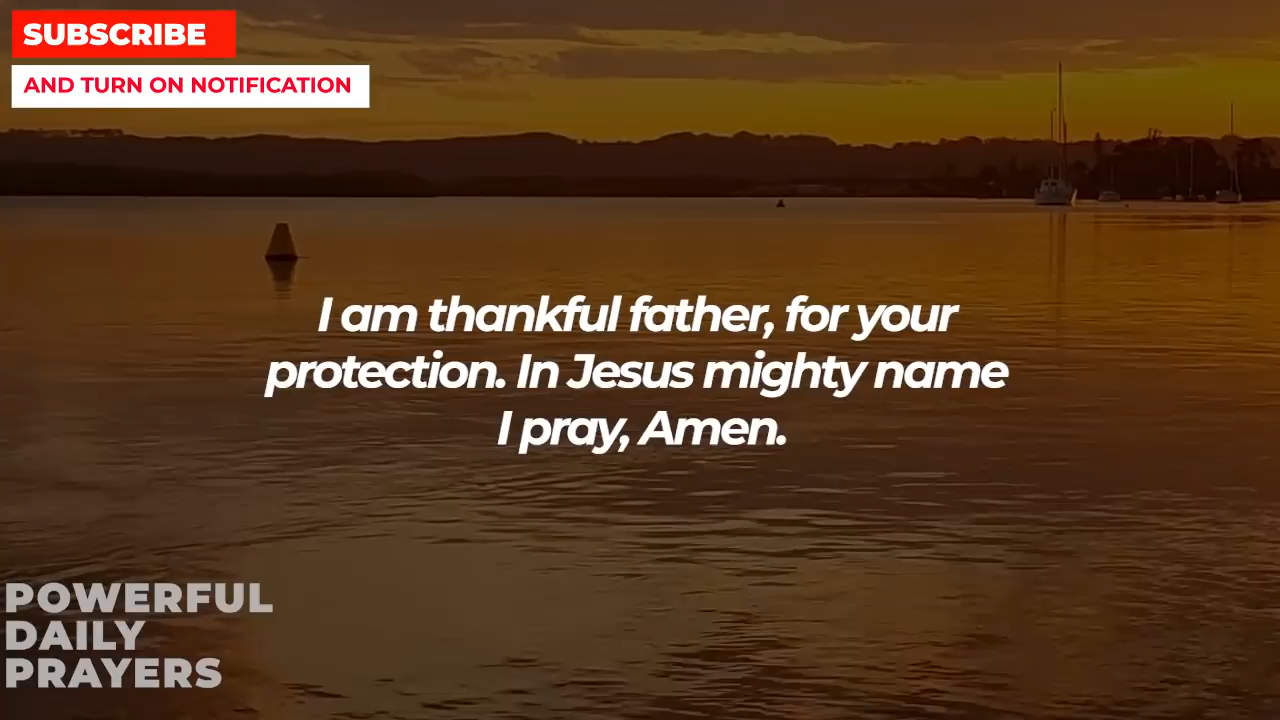 SUBSCRIBE
AND TURN ON NOTIFICATION
I am thankful father, for your
protection. In Jesus mighty name
I pray, Amen.
POWERFUL
DAILY
PRAYERS